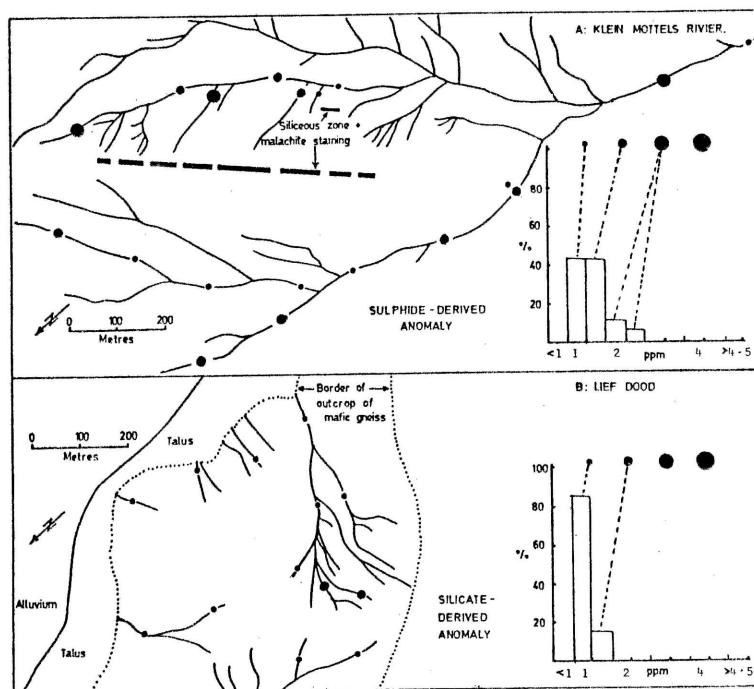 A: KLEIN MOTTELS RIVIER.
Siliceous zone +
malachite staining
80
60
%
40
20
<1 1 2 ppm 4 >4·5
N
0 100 200
Metres
SULPHIDE-DERIVED
ANOMALY
B: LIEF DOOD
Border of
outcrop of
mafic gneiss
0 100 200
Metres
Talus
N
100
80
60
%
40
20
<1 1 2 ppm 4 >4·5
Alluvium
Talus
SILICATE-
DERIVED
ANOMALY